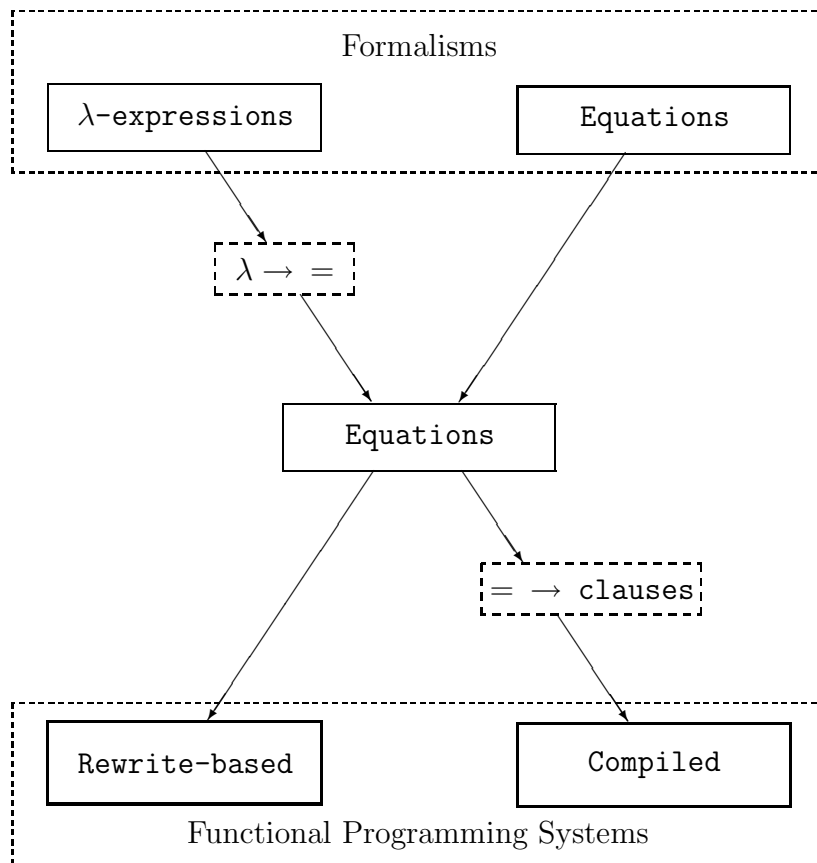 Formalisms
λ-expressions
Equations
λ → =
Equations
= → clauses
Rewrite-based
Compiled
Functional Programming Systems